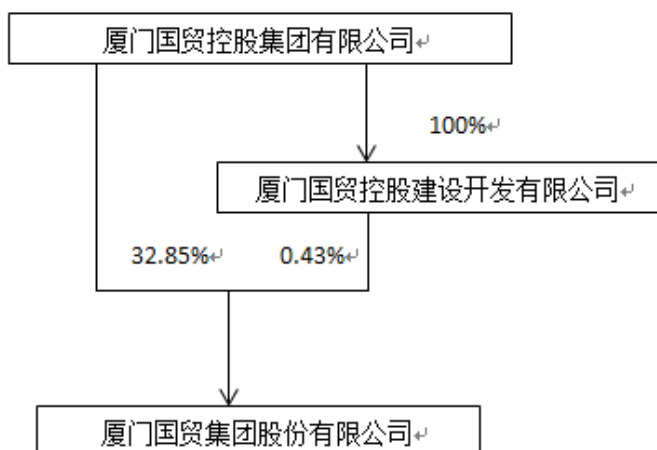 厦门国贸控股集团有限公司
100%
厦门国贸控股建设开发有限公司
32.85%
0.43%
厦门国贸集团股份有限公司